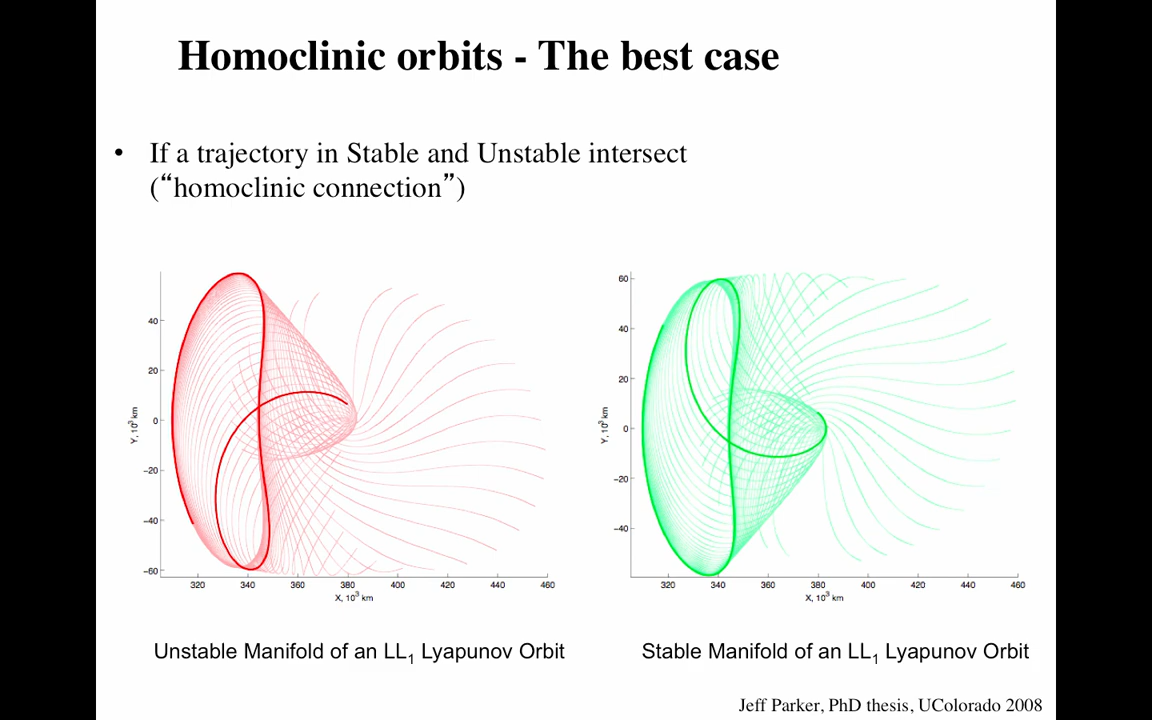 Homoclinic orbits - The best case
• If a trajectory in Stable and Unstable intersect
(“homoclinic connection”)
40
20
0
−20
−40
−60
Y, 10³ km
320 340 360 380 400 420 440 460
X, 10³ km
60
40
20
0
−20
−40
Y, 10³ km
320 340 360 380 400 420 440 460
X, 10³ km
Unstable Manifold of an LL₁ Lyapunov Orbit
Stable Manifold of an LL₁ Lyapunov Orbit
Jeff Parker, PhD thesis, UColorado 2008